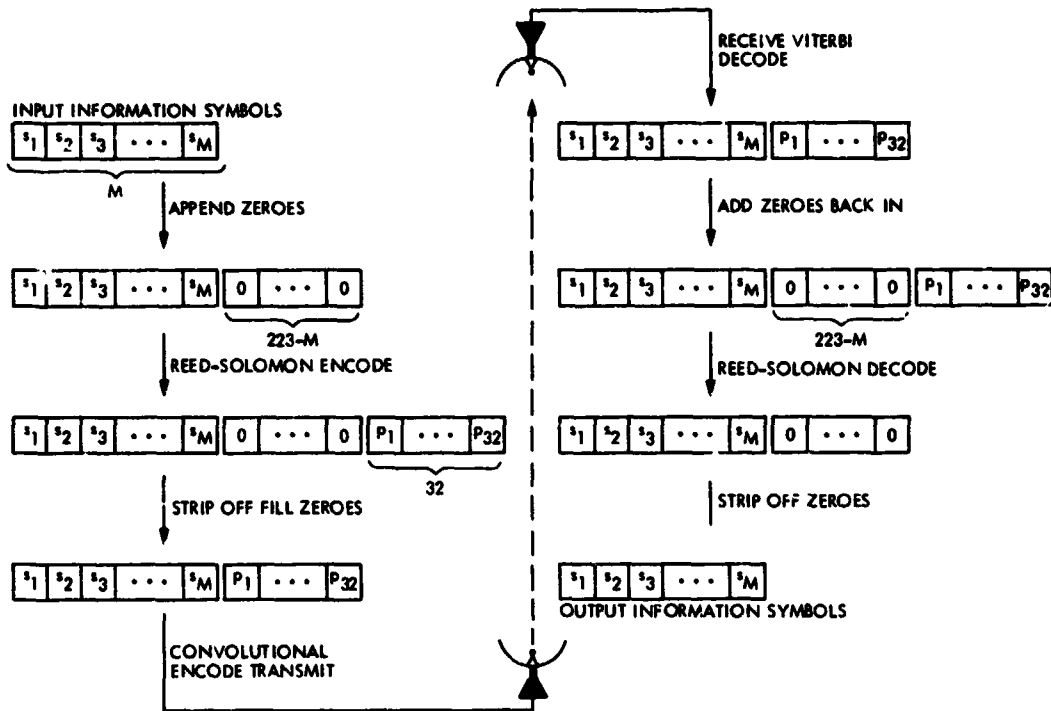 INPUT INFORMATION SYMBOLS
s1 s2 s3 ··· sM
M
APPEND ZEROES
s1 s2 s3 ··· sM 0 ··· 0
223-M
REED-SOLOMON ENCODE
s1 s2 s3 ··· sM 0 ··· 0 P1 ··· P32
32
STRIP OFF FILL ZEROES
s1 s2 s3 ··· sM P1 ··· P32
CONVOLUTIONAL
ENCODE TRANSMIT
RECEIVE VITERBI
DECODE
s1 s2 s3 ··· sM P1 ··· P32
ADD ZEROES BACK IN
s1 s2 s3 ··· sM 0 ··· 0 P1 ··· P32
223-M
REED-SOLOMON DECODE
s1 s2 s3 ··· sM 0 ··· 0
STRIP OFF ZEROES
s1 s2 s3 ··· sM
OUTPUT INFORMATION SYMBOLS